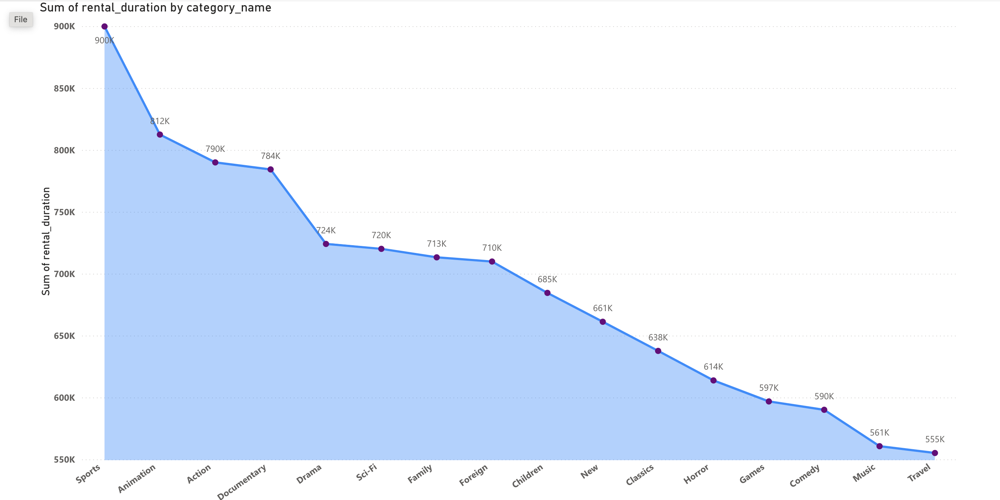 Sum of rental_duration by category_name
File
900K
850K
800K
750K
700K
650K
600K
550K
Sum of rental_duration
900K
812K
790K
784K
724K
720K
713K
710K
685K
661K
638K
614K
597K
590K
561K
555K
Sports
Animation
Action
Documentary
Drama
Sci-Fi
Family
Foreign
Children
New
Classics
Horror
Games
Comedy
Music
Travel